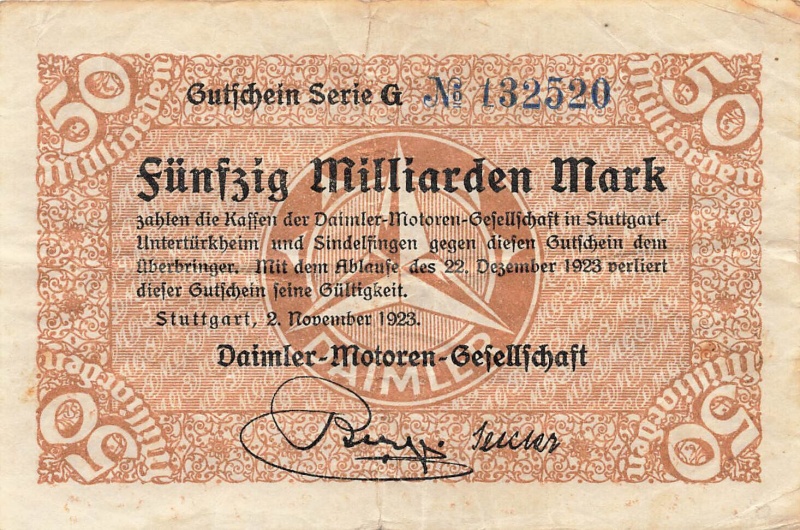 50 Milliarden
50 Milliarden
Gutschein Serie G № 132520
Fünfzig Milliarden Mark
zahlen die Kassen der Daimler-Motoren-Gesellschaft in Stuttgart-
Untertürkheim und Sindelfingen gegen diesen Gutschein dem
Überbringer. Mit dem Ablaufe des 22. Dezember 1923 verliert
dieser Gutschein seine Gültigkeit.
Stuttgart, 2. November 1923.
Daimler-Motoren-Gesellschaft
DAIMLER
50 Milliarden
50 Milliarden